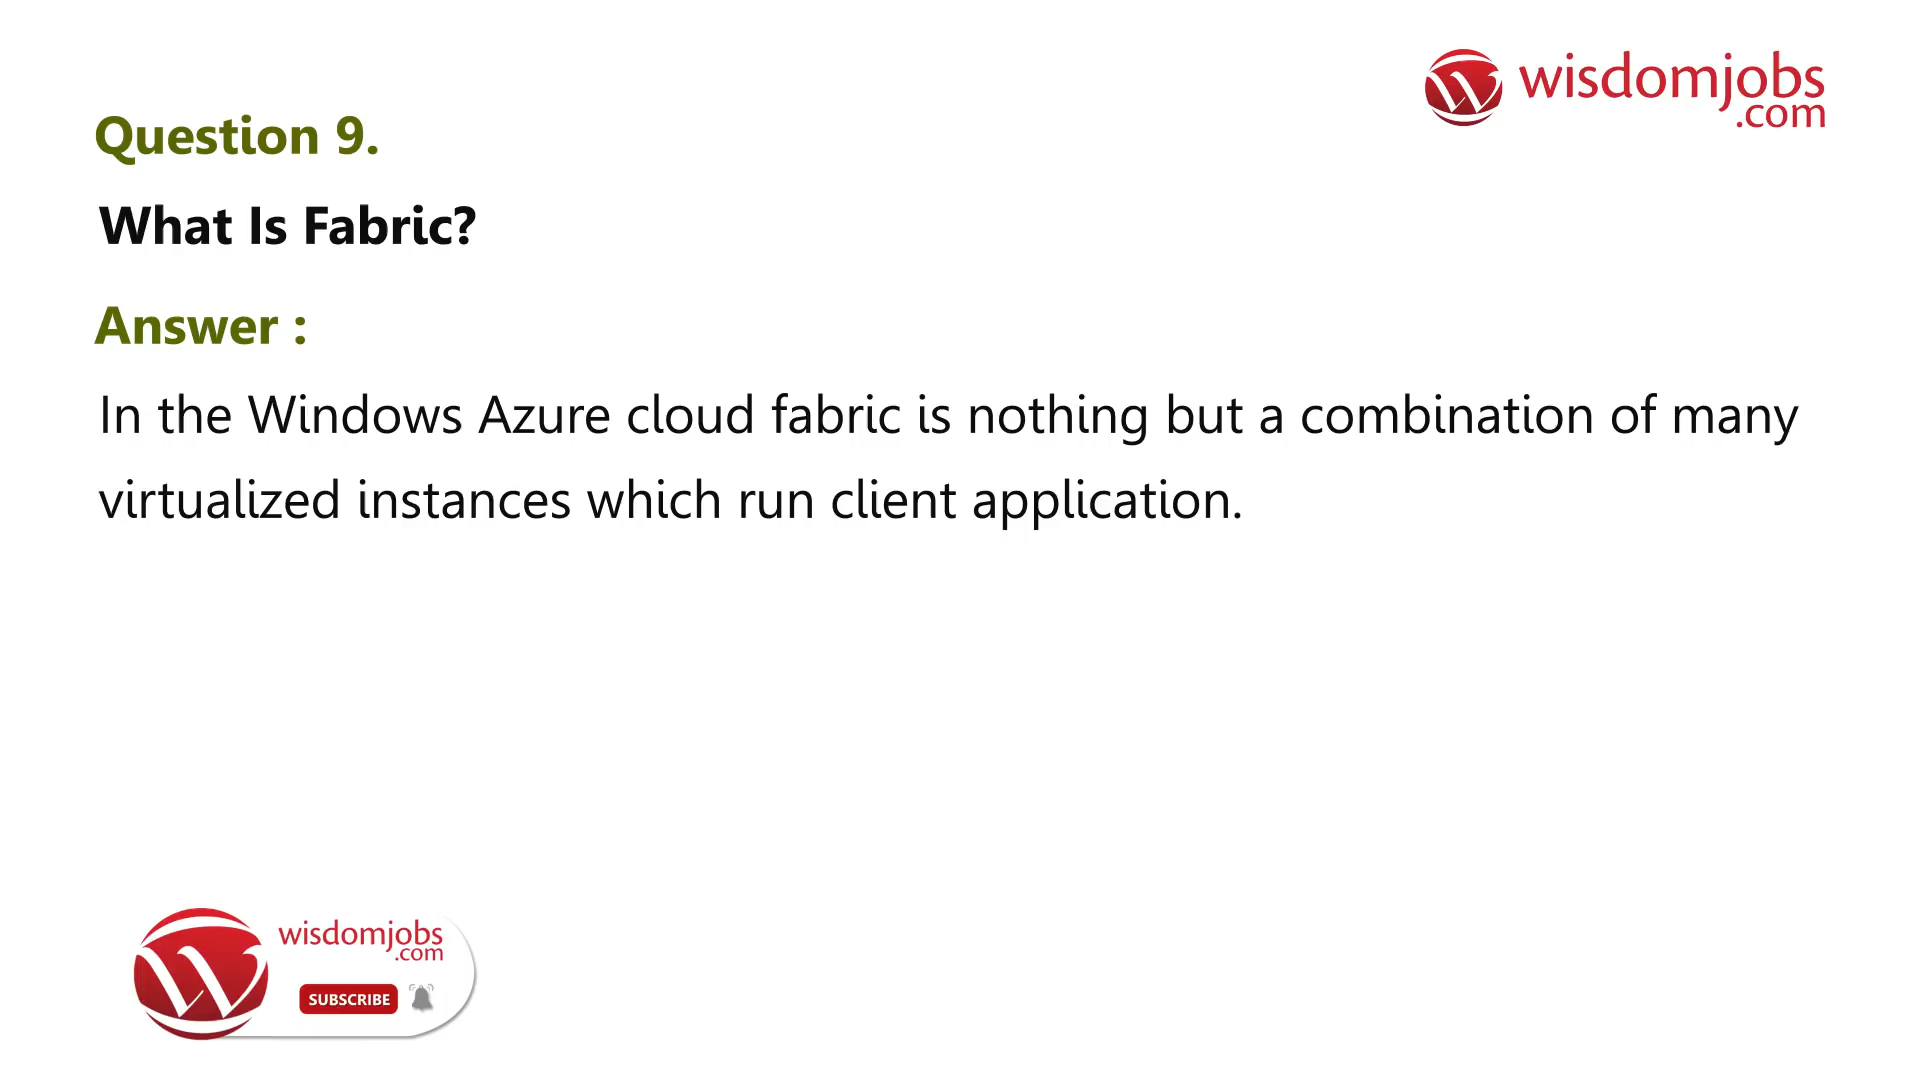 wisdomjobs
.com
Question 9.
What Is Fabric?
Answer :
In the Windows Azure cloud fabric is nothing but a combination of many
virtualized instances which run client application.
wisdomjobs
.com
SUBSCRIBE